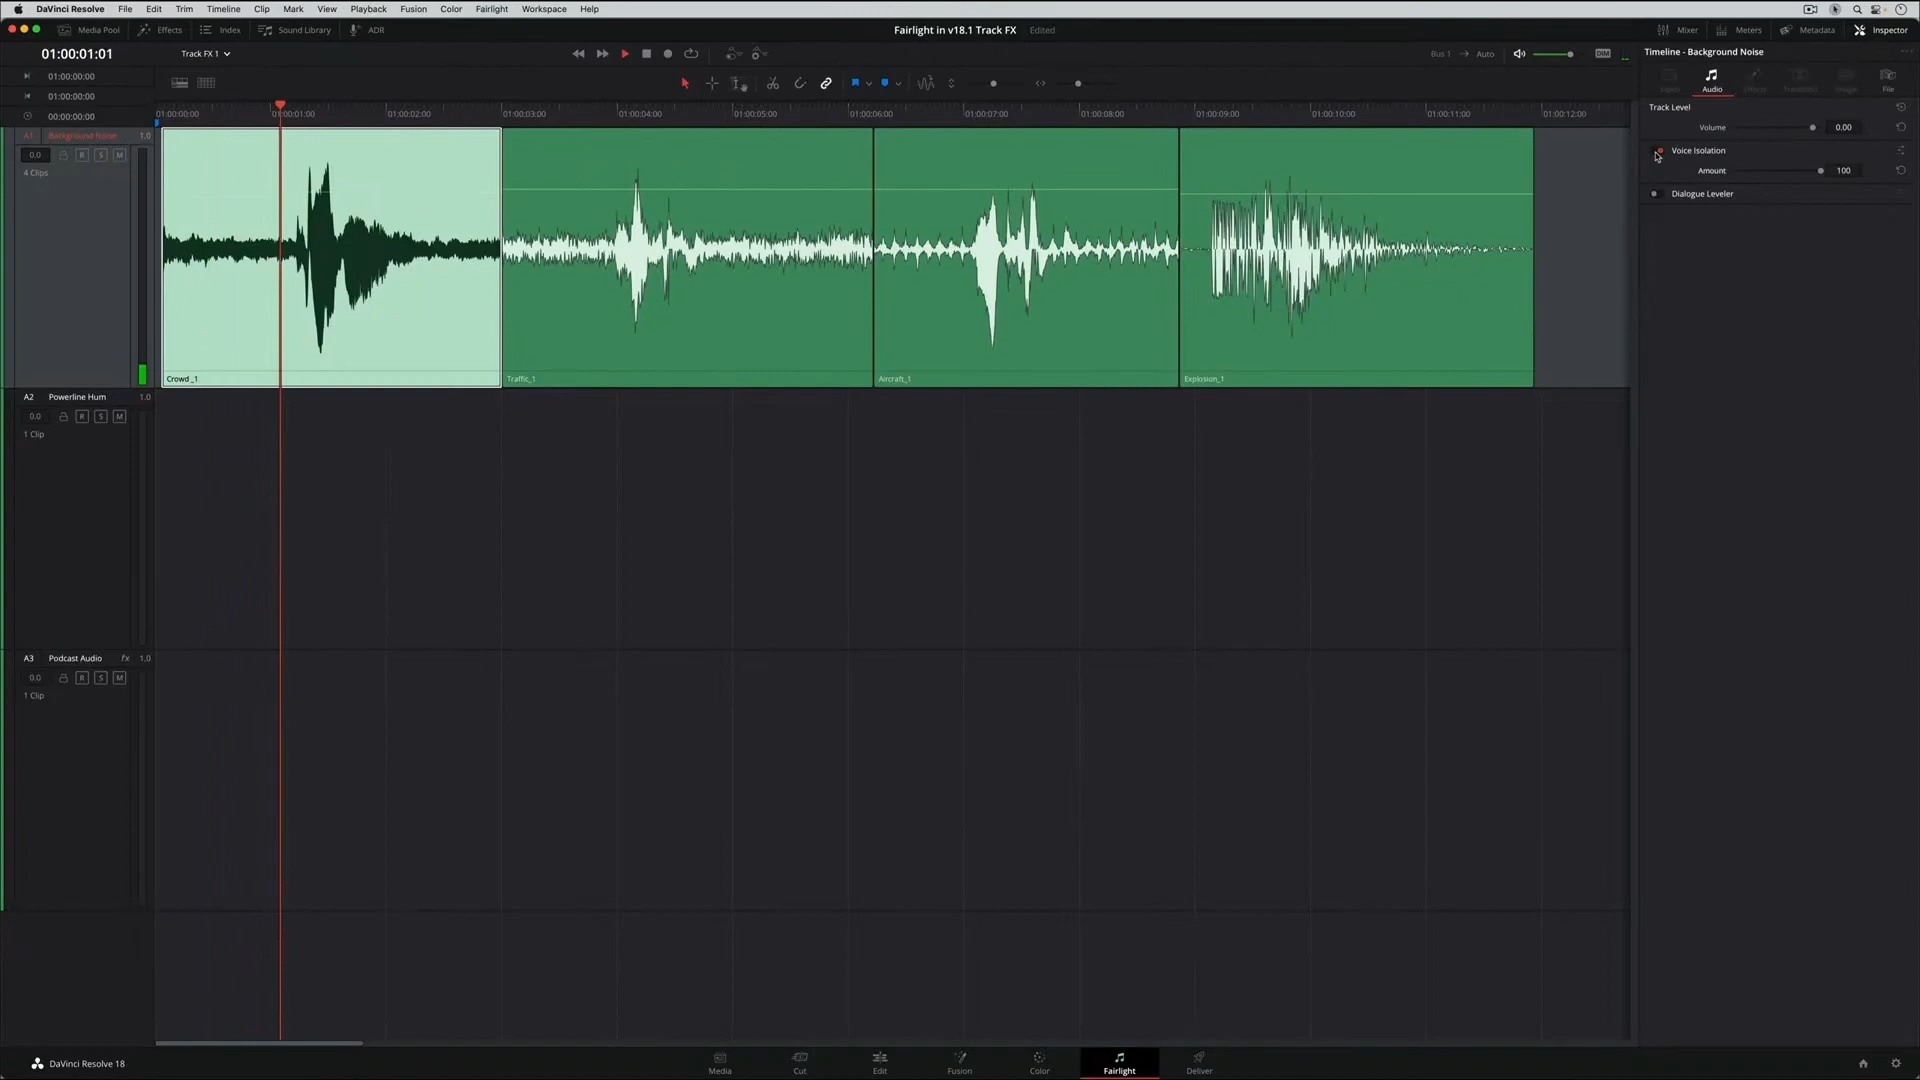 DaVinci Resolve File Edit Trim Timeline Clip Mark View Playback Fusion Color Fairlight Workspace Help
Media Pool Effects Index Sound Library ADR Fairlight in v18.1 Track FX Edited Mixer Meters Metadata Inspector
01:00:01:01 Track FX 1 Bus 1 Auto DIM Timeline - Background Noise
01:00:00:00
01:00:00:00
00:00:00:00
Audio File
01:00:00:00 01:00:01:00 01:00:02:00 01:00:03:00 01:00:04:00 01:00:05:00 01:00:06:00 01:00:07:00 01:00:08:00 01:00:09:00 01:00:10:00 01:00:11:00 01:00:12:00
Track Level
Volume 0.00
Voice Isolation
Amount 100
Dialogue Leveler
A1 Background Noise 1.0
0.0 R S M
4 Clips
Crowd _1 Traffic_1 Aircraft_1 Explosion_1
A2 Powerline Hum 1.0
0.0 R S M
1 Clip
A3 Podcast Audio fx 1.0
0.0 R S M
1 Clip
DaVinci Resolve 18
Media Cut Edit Fusion Color Fairlight Deliver